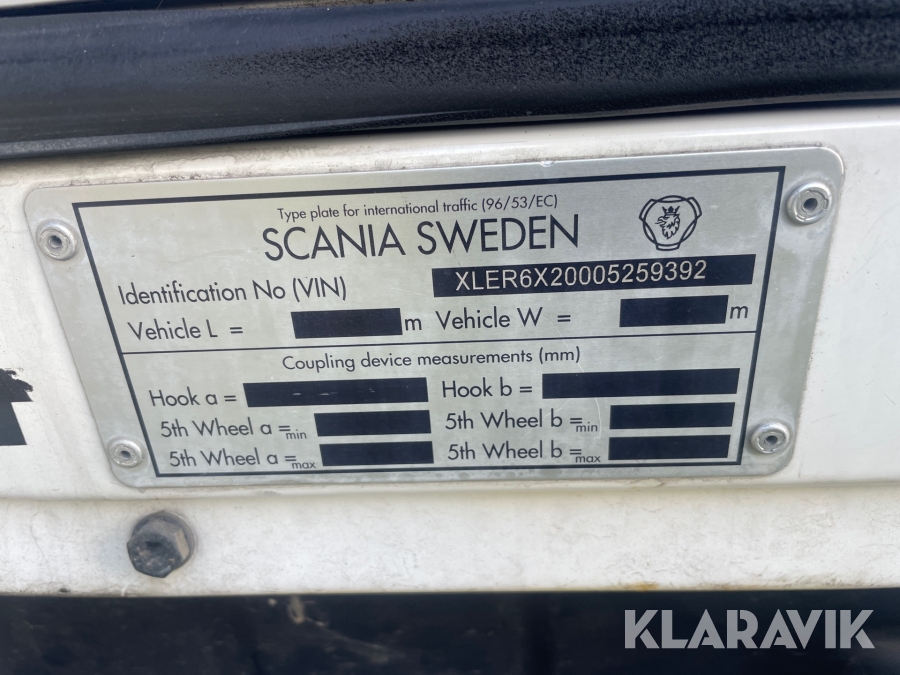 Type plate for international traffic (96/53/EC)
SCANIA SWEDEN
Identification No (VIN) XLER6X20005259392
Vehicle L = m Vehicle W = m
Coupling device measurements (mm)
Hook a = Hook b =
5th Wheel a =min 5th Wheel b =min
5th Wheel a =max 5th Wheel b =max
KLARAVIK